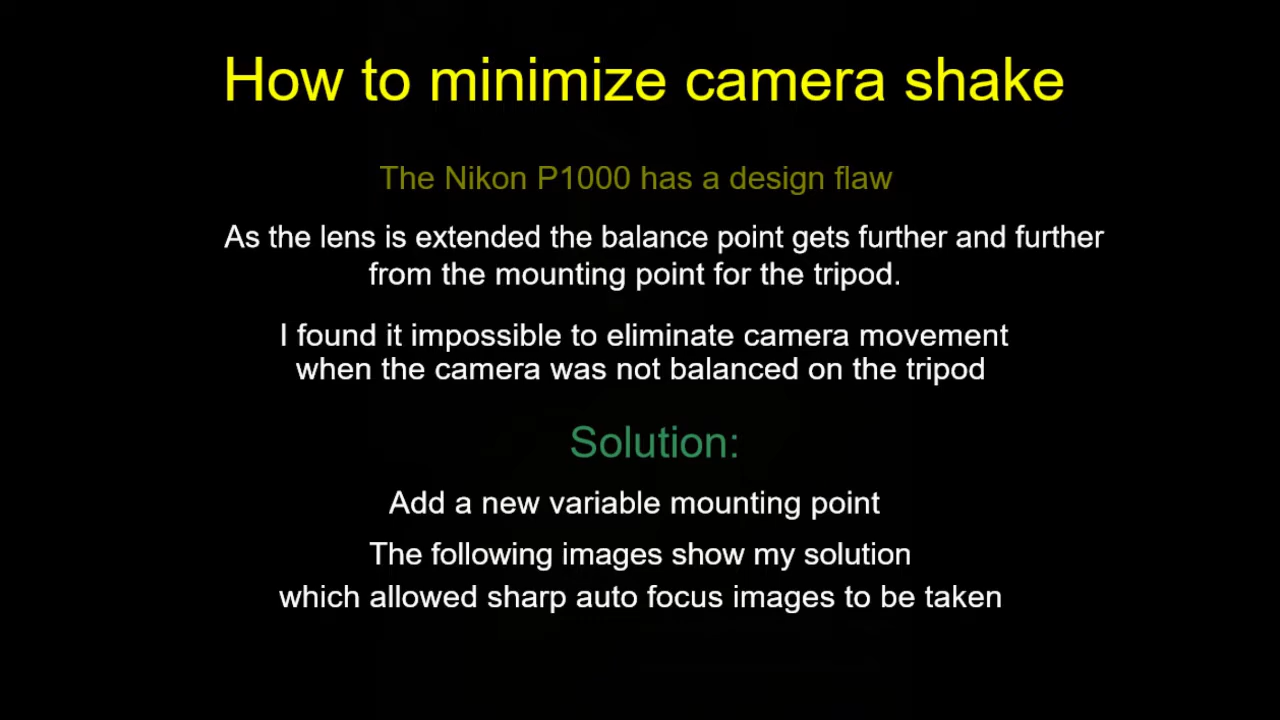 How to minimize camera shake
The Nikon P1000 has a design flaw
As the lens is extended the balance point gets further and further
from the mounting point for the tripod.
I found it impossible to eliminate camera movement
when the camera was not balanced on the tripod
Solution:
Add a new variable mounting point
The following images show my solution
which allowed sharp auto focus images to be taken